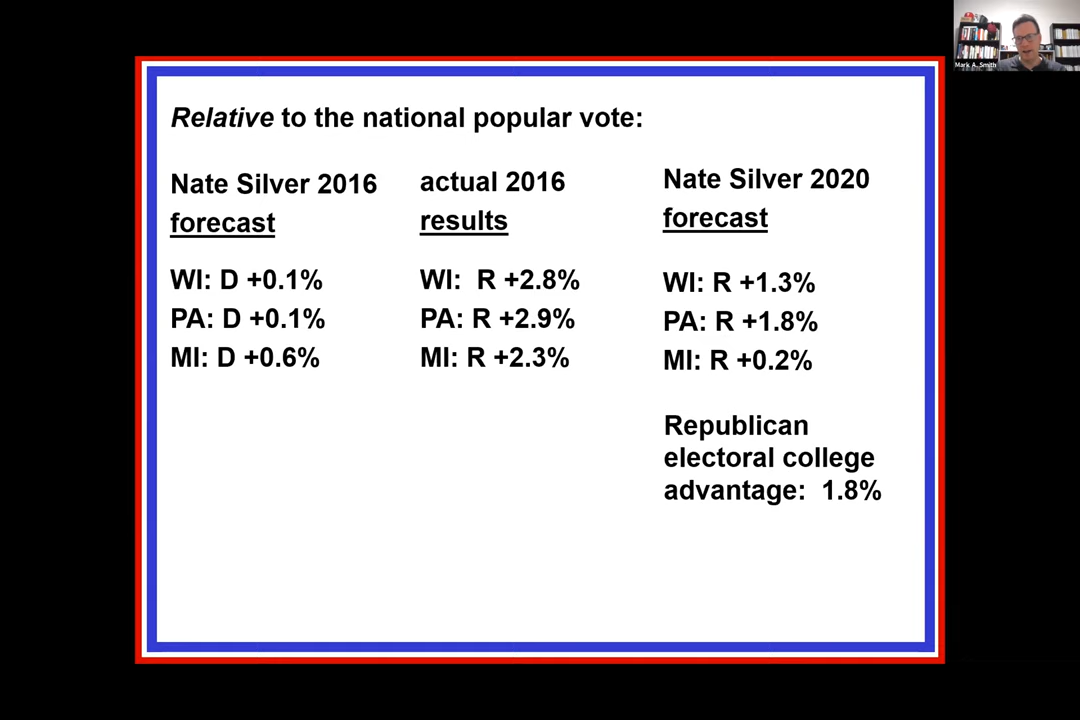 Relative to the national popular vote:
Nate Silver 2016
forecast
WI: D +0.1%
PA: D +0.1%
MI: D +0.6%
actual 2016
results
WI: R +2.8%
PA: R +2.9%
MI: R +2.3%
Nate Silver 2020
forecast
WI: R +1.3%
PA: R +1.8%
MI: R +0.2%
Republican
electoral college
advantage: 1.8%
Mark A. Smith